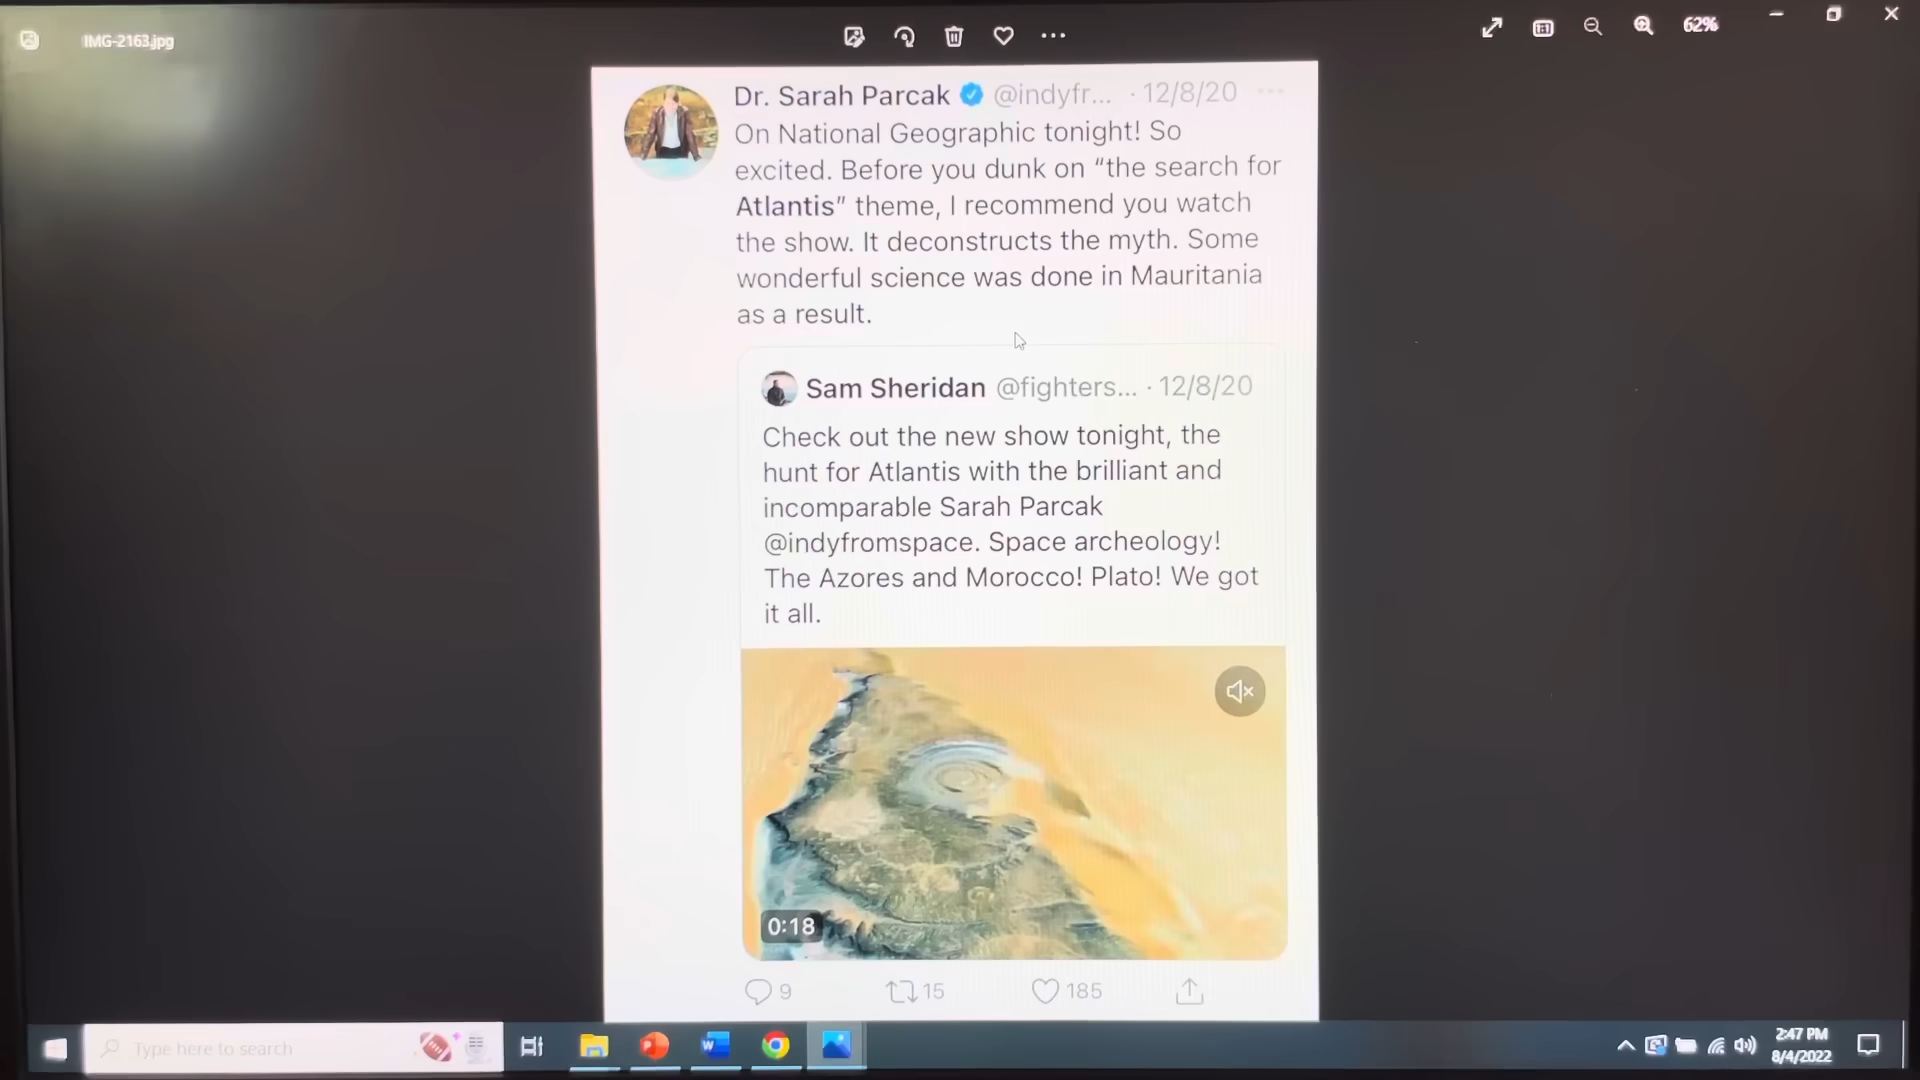 IMG-2163.jpg
62%
Dr. Sarah Parcak @indyfr... · 12/8/20
On National Geographic tonight! So
excited. Before you dunk on “the search for
Atlantis” theme, I recommend you watch
the show. It deconstructs the myth. Some
wonderful science was done in Mauritania
as a result.
Sam Sheridan @fighters... · 12/8/20
Check out the new show tonight, the
hunt for Atlantis with the brilliant and
incomparable Sarah Parcak
@indyfromspace. Space archeology!
The Azores and Morocco! Plato! We got
it all.
0:18
9 15 185
Type here to search
2:47 PM
8/4/2022